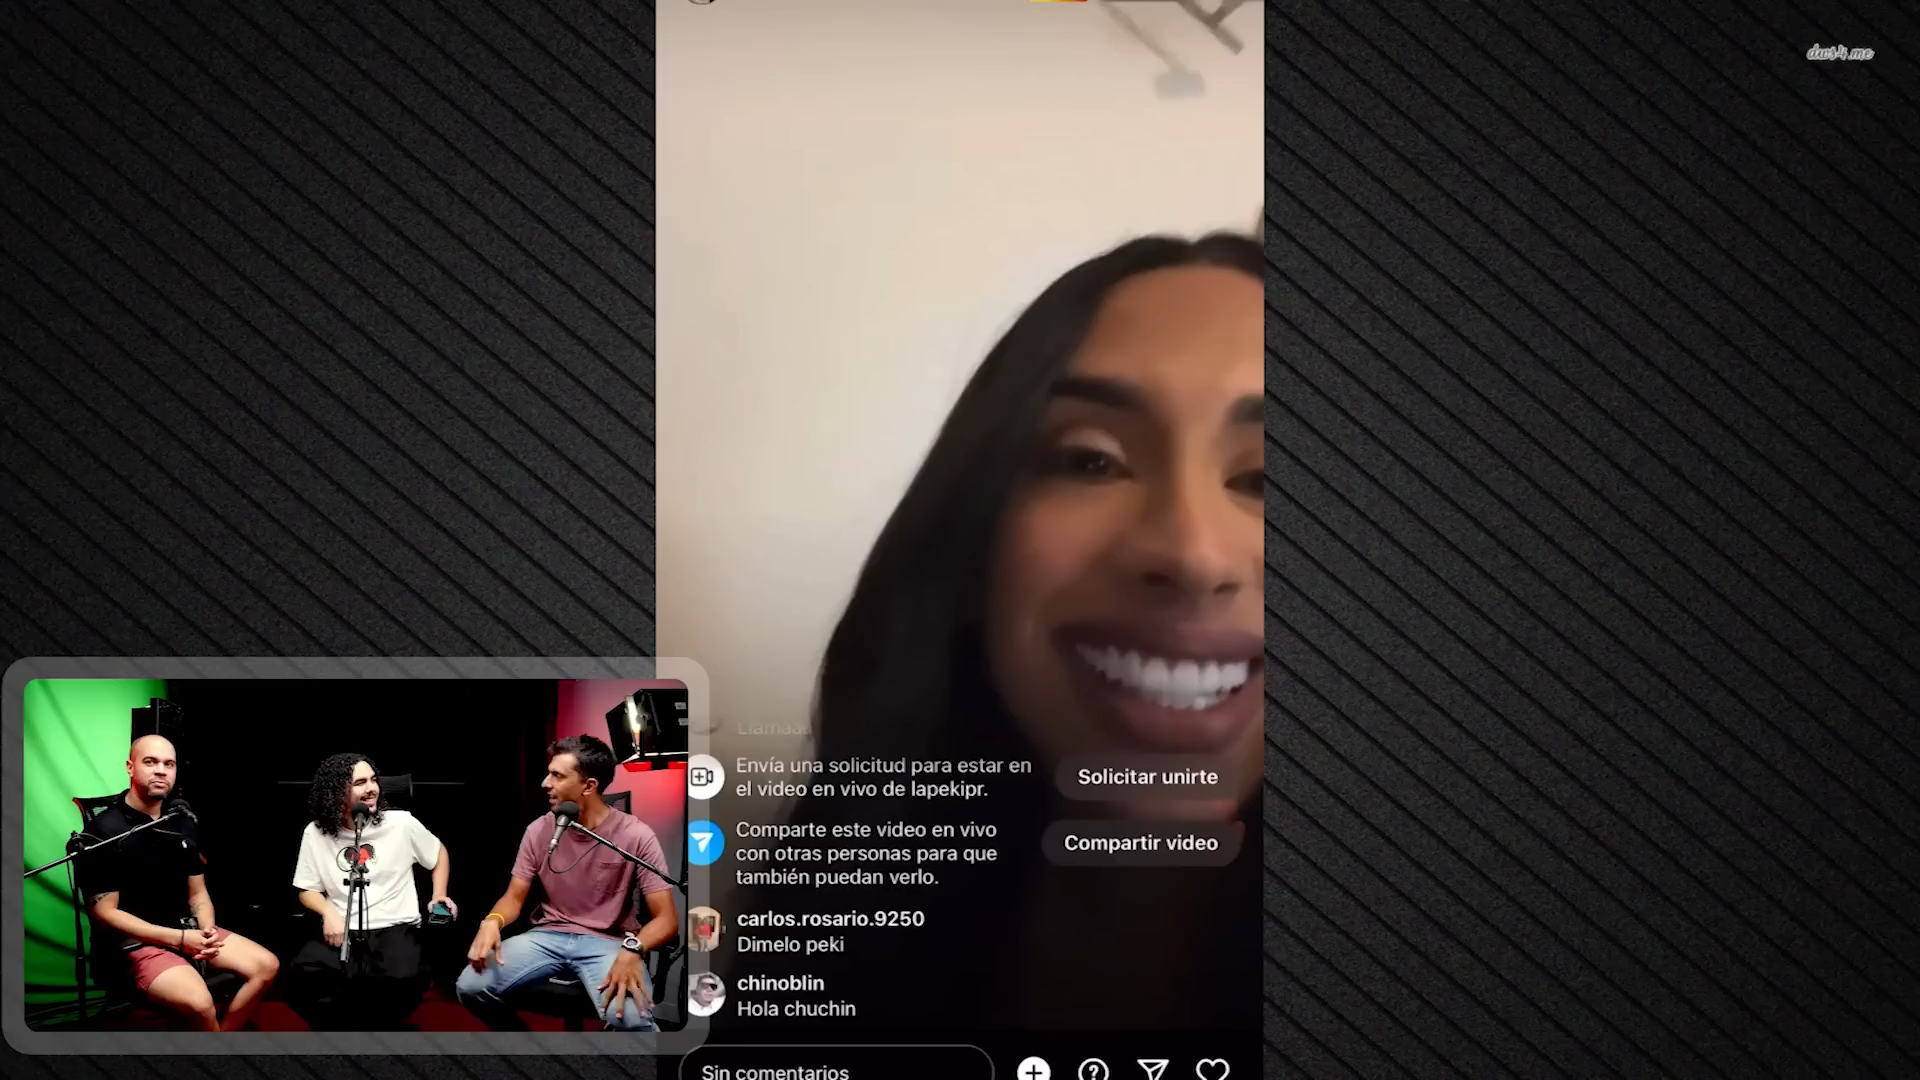 dws4.me
Envía una solicitud para estar en
el video en vivo de lapekipr.
Solicitar unirte
Comparte este video en vivo
con otras personas para que
también puedan verlo.
Compartir video
carlos.rosario.9250
Dimelo peki
chinoblin
Hola chuchin
Sin comentarios